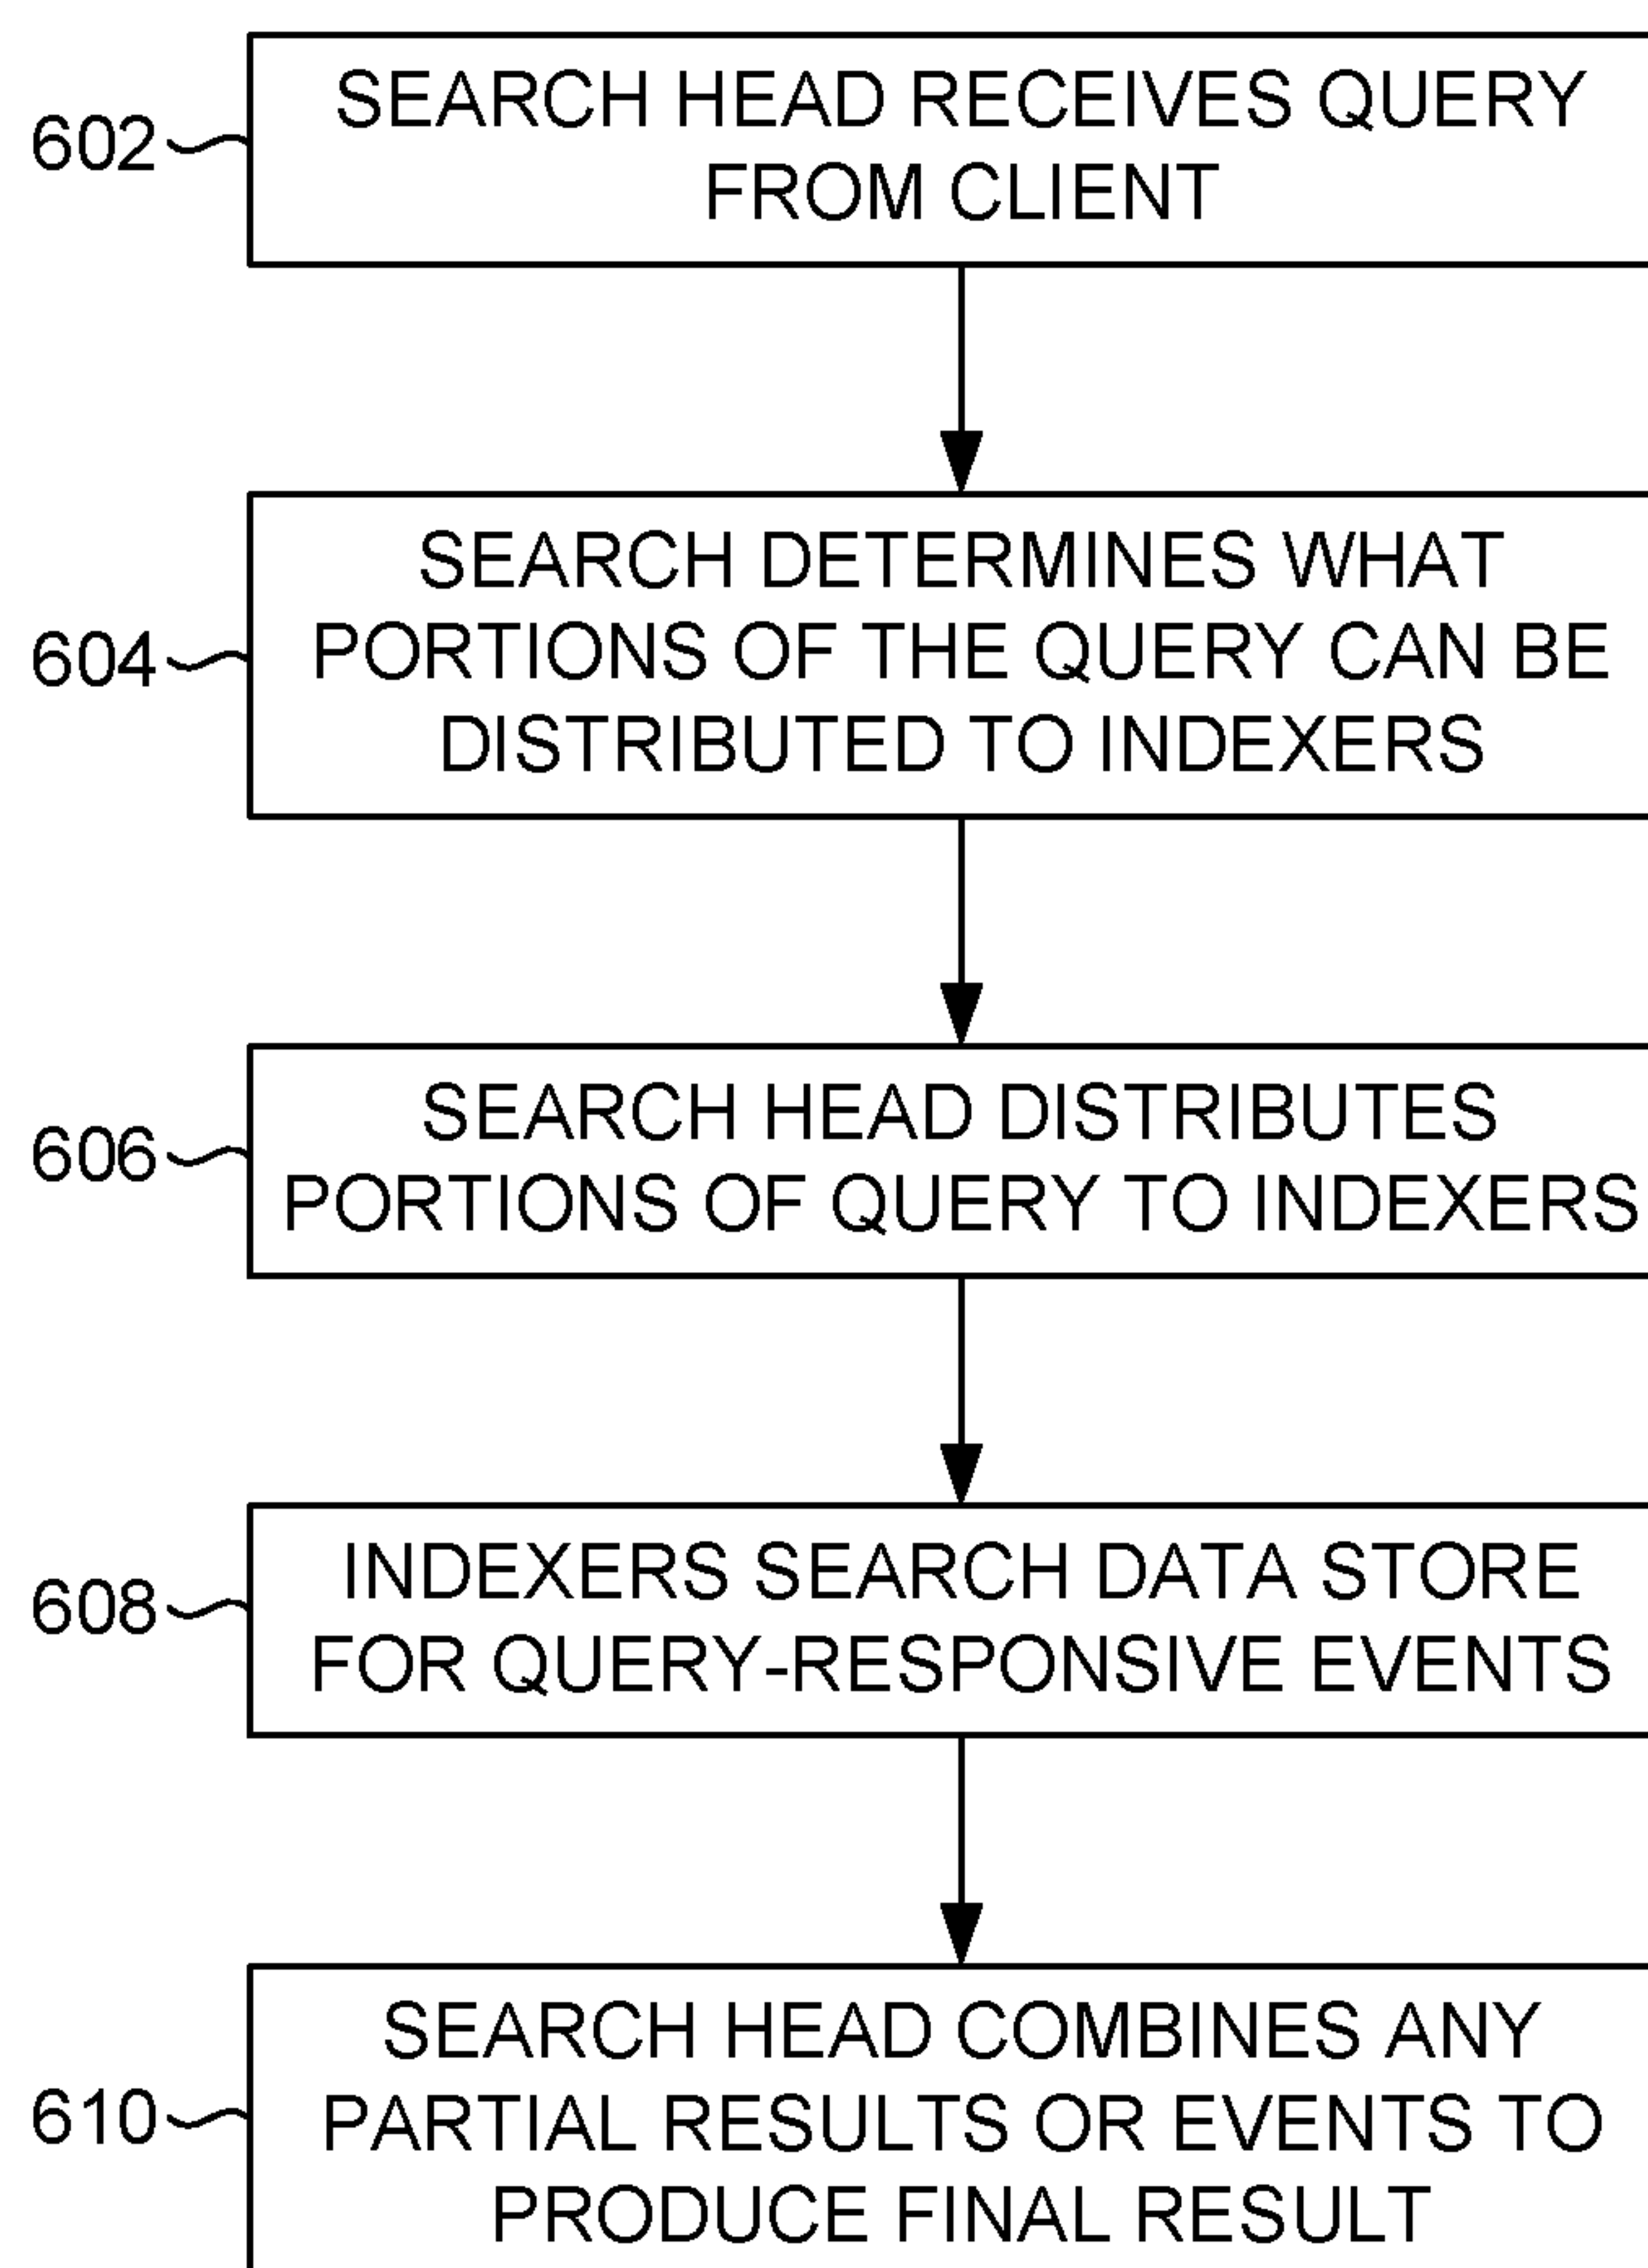 SEARCH HEAD RECEIVES QUERY
FROM CLIENT
602
SEARCH DETERMINES WHAT
PORTIONS OF THE QUERY CAN BE
DISTRIBUTED TO INDEXERS
604
SEARCH HEAD DISTRIBUTES
PORTIONS OF QUERY TO INDEXERS
606
INDEXERS SEARCH DATA STORE
FOR QUERY-RESPONSIVE EVENTS
608
SEARCH HEAD COMBINES ANY
PARTIAL RESULTS OR EVENTS TO
PRODUCE FINAL RESULT
610